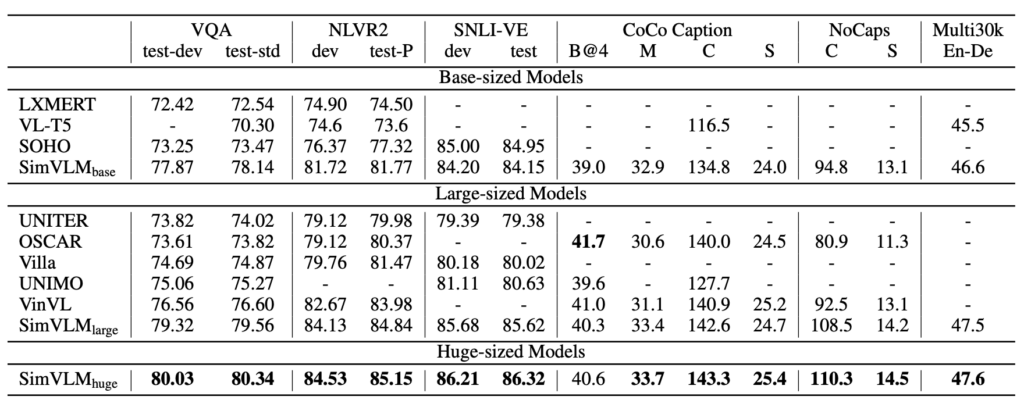 VQA NLVR2 SNLI-VE CoCo Caption NoCaps Multi30k
test-dev test-std dev test-P dev test B@4 M C S C S En-De
Base-sized Models
LXMERT 72.42 72.54 74.90 74.50 - - - - - - - - -
VL-T5 - 70.30 74.6 73.6 - - - - 116.5 - - - 45.5
SOHO 73.25 73.47 76.37 77.32 85.00 84.95 - - - - - - -
SimVLMbase 77.87 78.14 81.72 81.77 84.20 84.15 39.0 32.9 134.8 24.0 94.8 13.1 46.6
Large-sized Models
UNITER 73.82 74.02 79.12 79.98 79.39 79.38 - - - - - - -
OSCAR 73.61 73.82 79.12 80.37 - - 41.7 30.6 140.0 24.5 80.9 11.3 -
Villa 74.69 74.87 79.76 81.47 80.18 80.02 - - - - - - -
UNIMO 75.06 75.27 - - 81.11 80.63 39.6 - 127.7 - - - -
VinVL 76.56 76.60 82.67 83.98 - - 41.0 31.1 140.9 25.2 92.5 13.1 -
SimVLMlarge 79.32 79.56 84.13 84.84 85.68 85.62 40.3 33.4 142.6 24.7 108.5 14.2 47.5
Huge-sized Models
SimVLMhuge 80.03 80.34 84.53 85.15 86.21 86.32 40.6 33.7 143.3 25.4 110.3 14.5 47.6